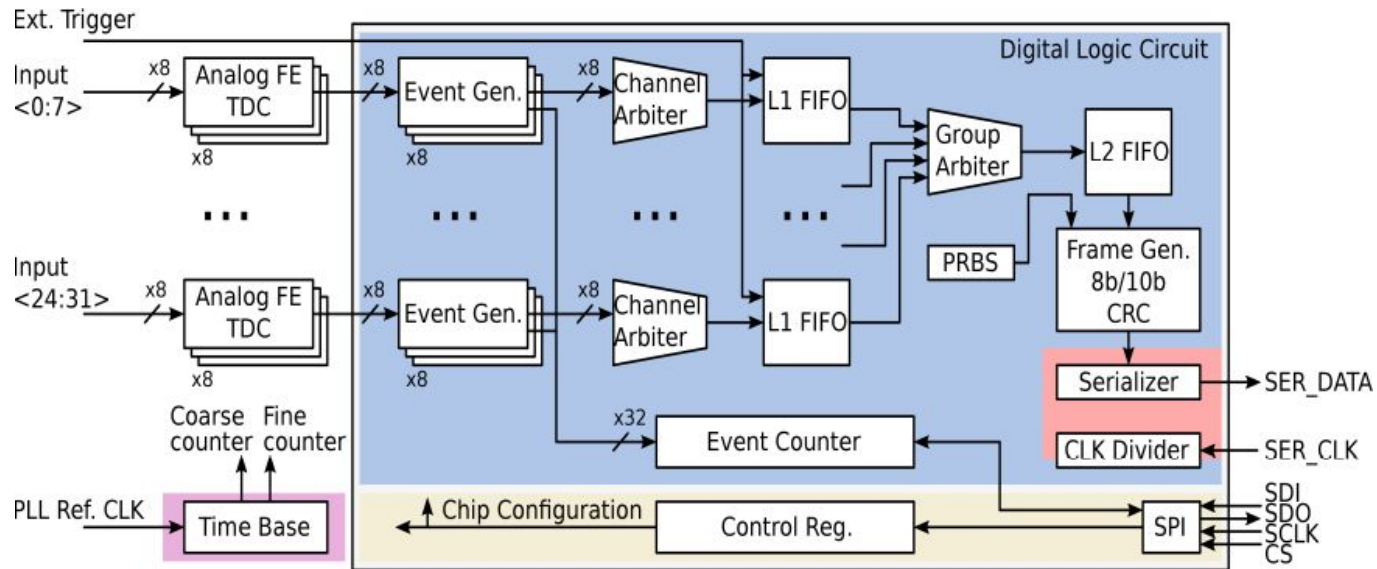 Ext. Trigger
Digital Logic Circuit
Input
<0:7>
x8
Analog FE
TDC
x8
x8
Event Gen.
x8
x8
Channel
Arbiter
L1 FIFO
Group
Arbiter
L2 FIFO
...
...
...
...
PRBS
Frame Gen.
8b/10b
CRC
Input
<24:31>
x8
Analog FE
TDC
x8
x8
Event Gen.
x8
x8
Channel
Arbiter
L1 FIFO
Serializer
SER_DATA
Coarse
counter
Fine
counter
x32
Event Counter
CLK Divider
SER_CLK
PLL Ref. CLK
Time Base
Chip Configuration
Control Reg.
SPI
SDI
SDO
SCLK
CS